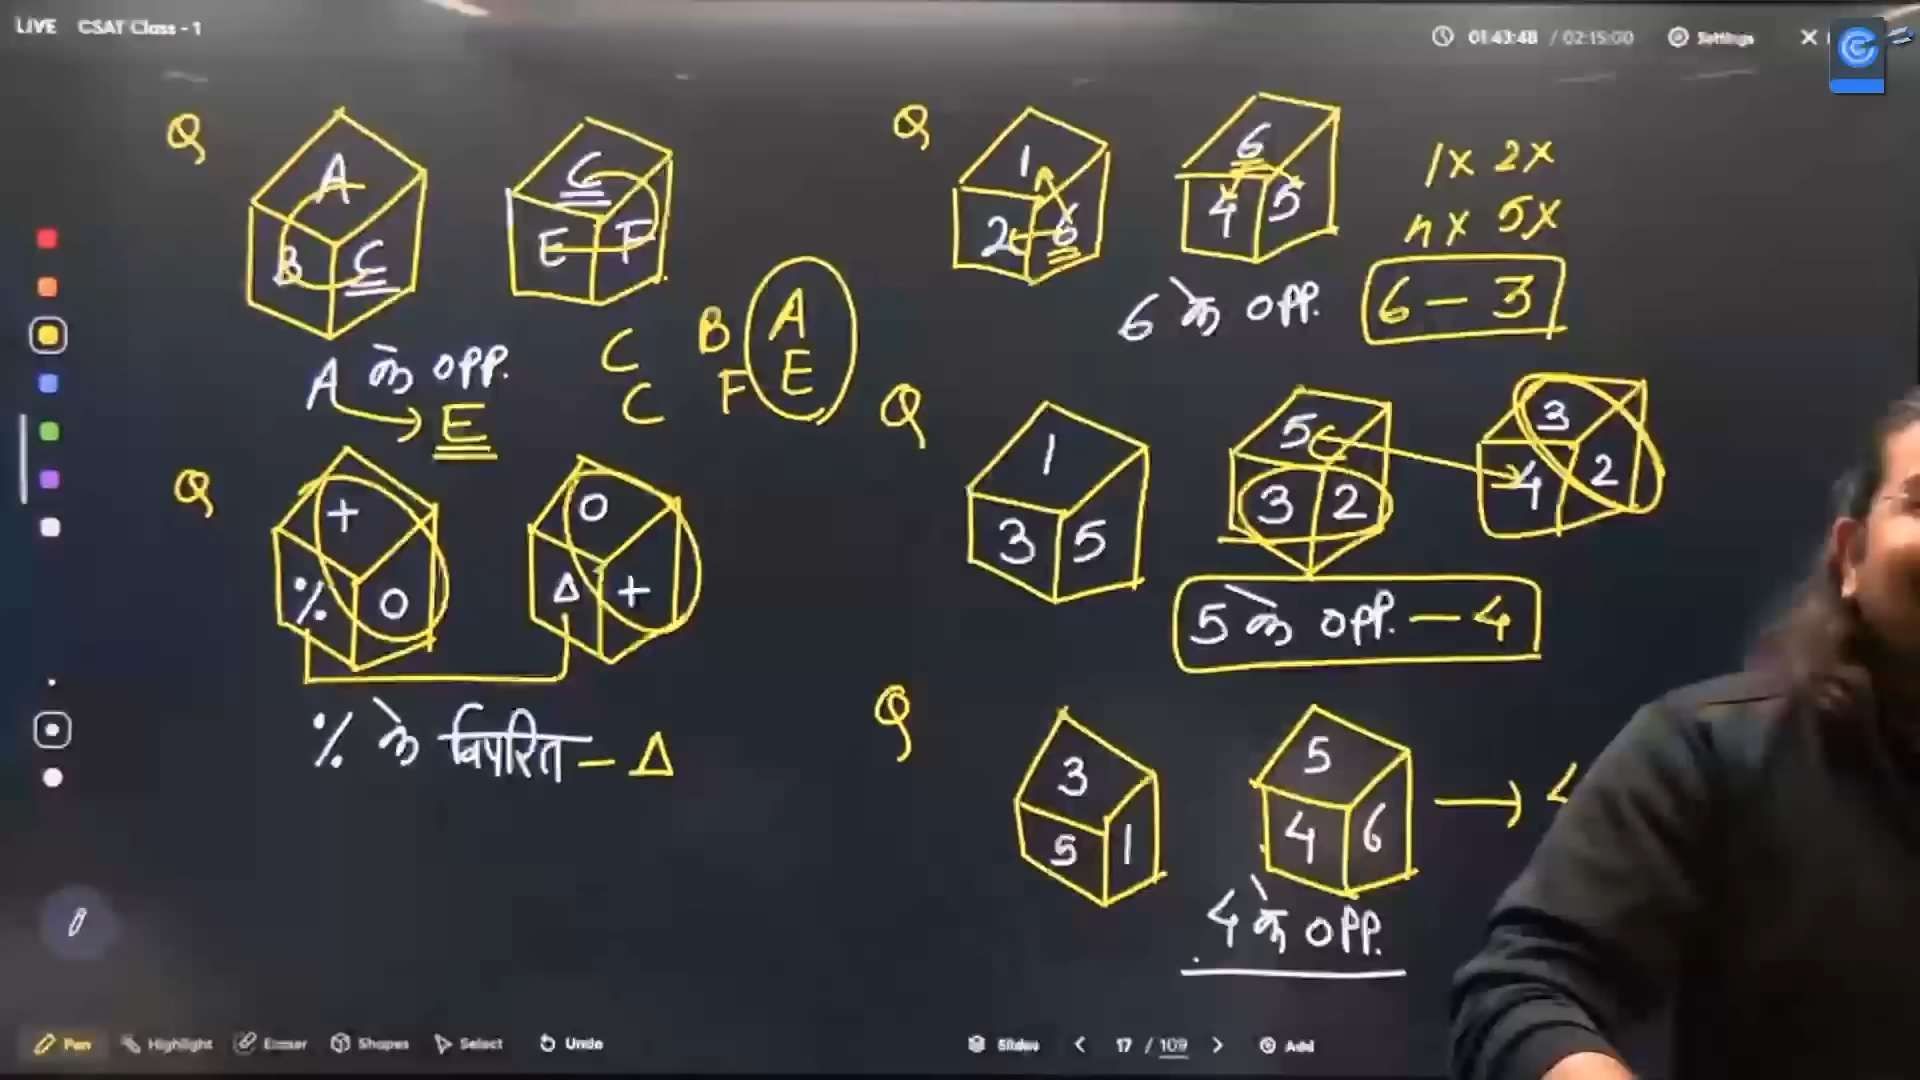 LIVE CSAT Class - 1
01:43:48 / 02:15:00 Settings
Q
A
B C
C
E F
A के opp.
E
C B A
C F E
Q
1
2 6
6
4 5
1x 2x
4x 5x
6 के opp.
6 - 3
Q
+
% 0
0
Δ +
% के विपरित - Δ
Q
1
3 5
5
3 2
3
4 2
5 के opp. - 4
Q
3
5 1
5
4 6
4 के opp.
Pen Highlight Eraser Shapes Select Undo
Slides < 17 / 109 > Add